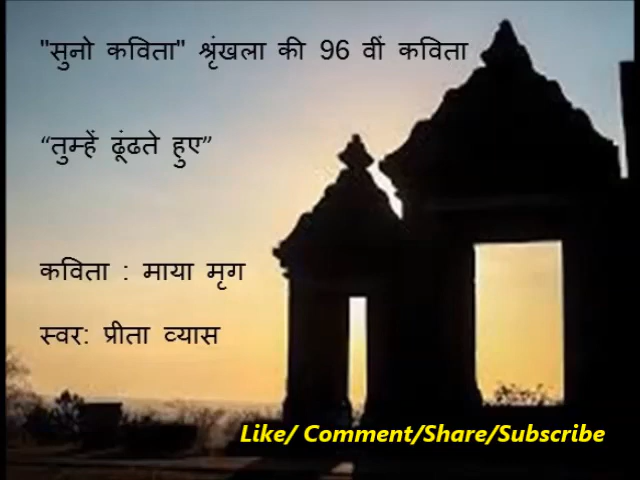 "सुनो कविता" श्रृंखला की 96 वीं कविता
“तुम्हें ढूंढते हुए”
कविता : माया मृग
स्वर: प्रीता व्यास
Like/ Comment/Share/Subscribe